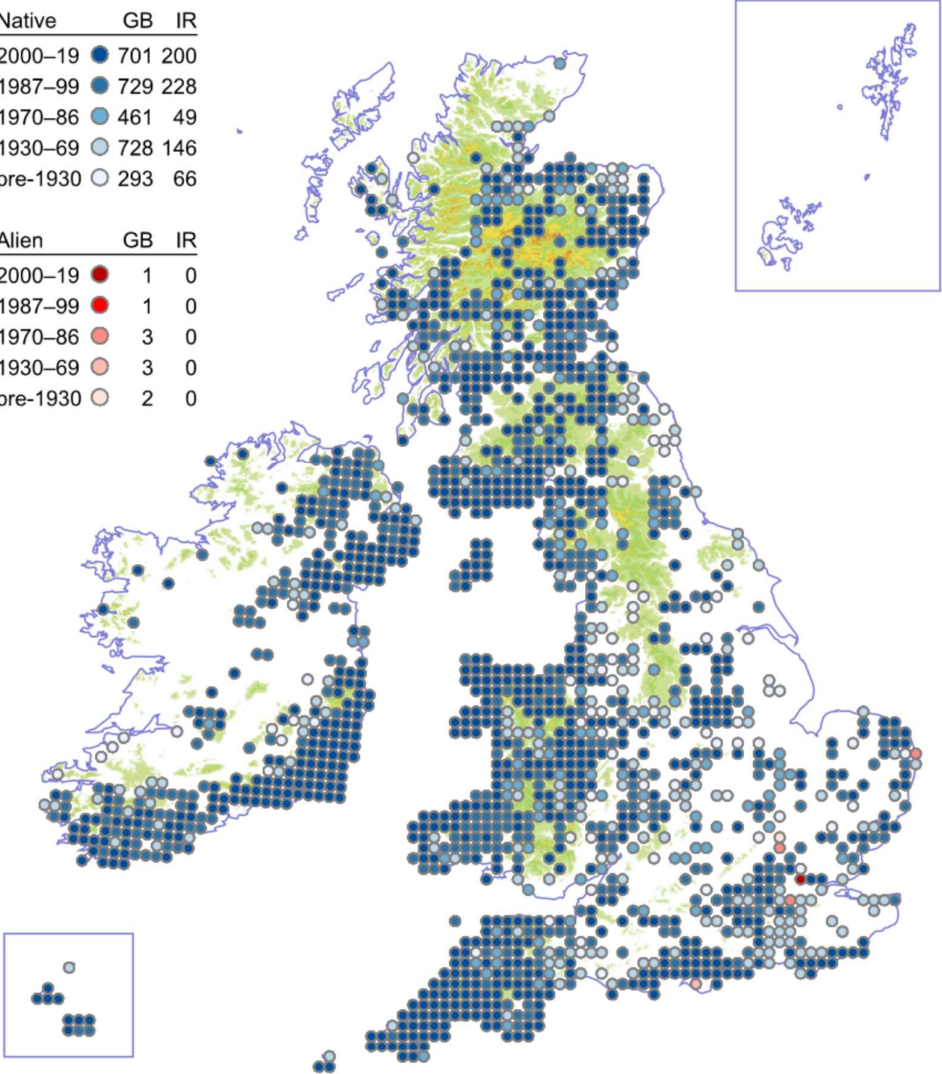 Native GB IR
2000–19 701 200
1987–99 729 228
1970–86 461 49
1930–69 728 146
ore-1930 293 66
Alien GB IR
2000–19 1 0
1987–99 1 0
1970–86 3 0
1930–69 3 0
ore-1930 2 0